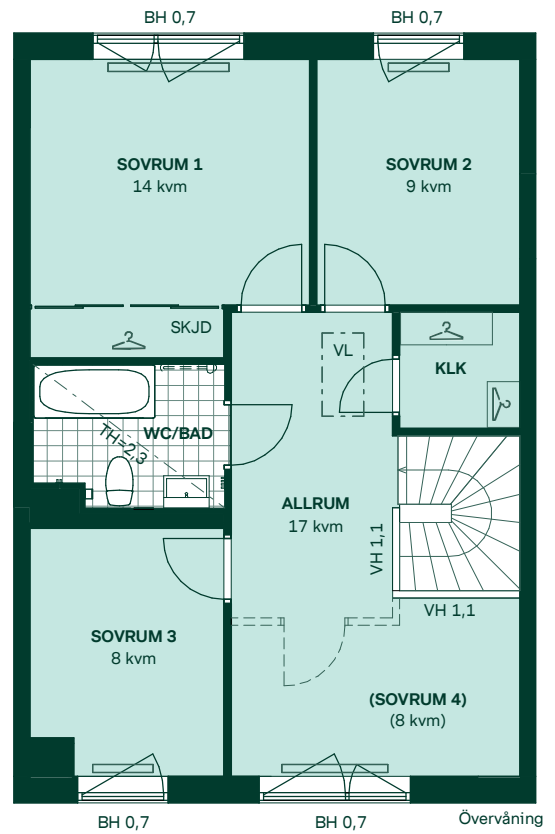 BH 0,7
BH 0,7
SOVRUM 1
14 kvm
SOVRUM 2
9 kvm
SKJD
VL
KLK
WC/BAD
TH=2,3
ALLRUM
17 kvm
VH 1,1
VH 1,1
SOVRUM 3
8 kvm
(SOVRUM 4)
(8 kvm)
BH 0,7
BH 0,7
Övervåning